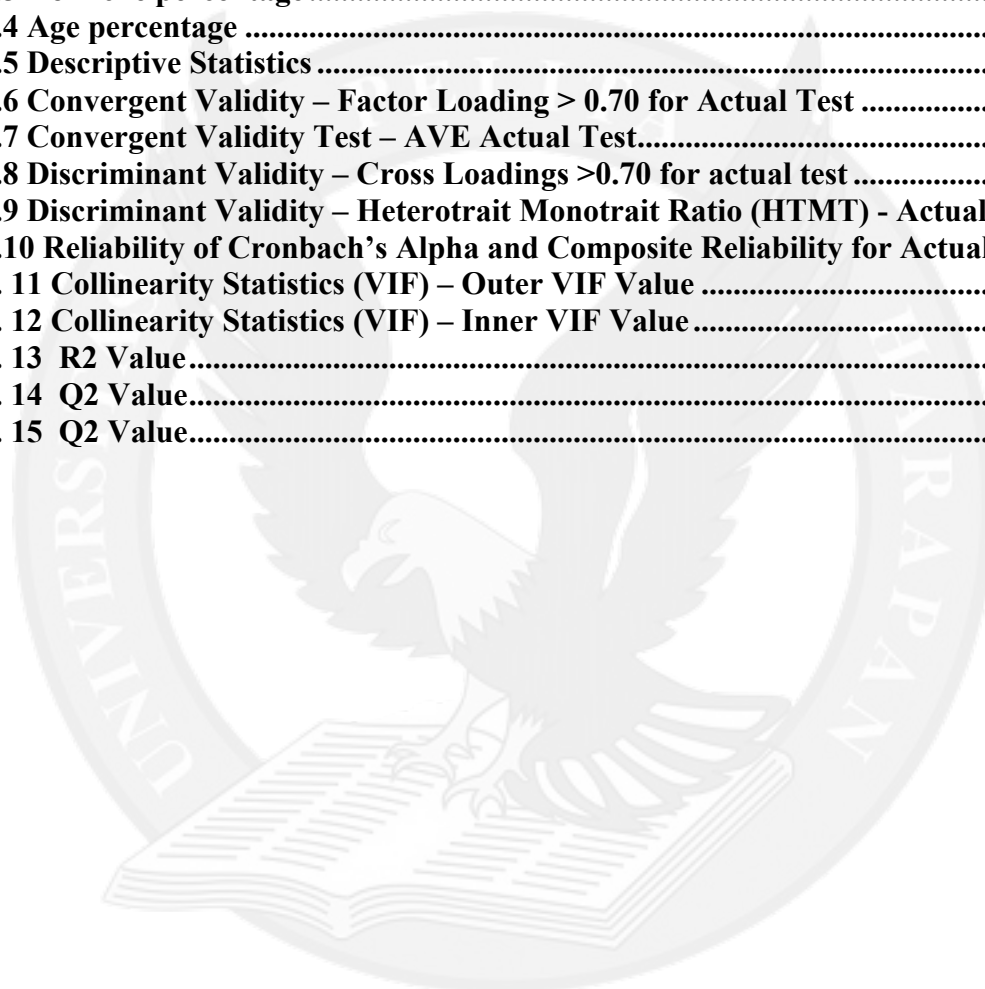 .4 Age percentage ................................................................
.5 Descriptive Statistics ................................................................
.6 Convergent Validity – Factor Loading > 0.70 for Actual Test ................
.7 Convergent Validity Test – AVE Actual Test................................
.8 Discriminant Validity – Cross Loadings >0.70 for actual test ................
.9 Discriminant Validity – Heterotrait Monotrait Ratio (HTMT) - Actual
.10 Reliability of Cronbach’s Alpha and Composite Reliability for Actual
. 11 Collinearity Statistics (VIF) – Outer VIF Value ................................
. 12 Collinearity Statistics (VIF) – Inner VIF Value ................................
. 13 R2 Value................................................................
. 14 Q2 Value................................................................
. 15 Q2 Value................................................................
UNIVERS
PELITA
HARAPAN